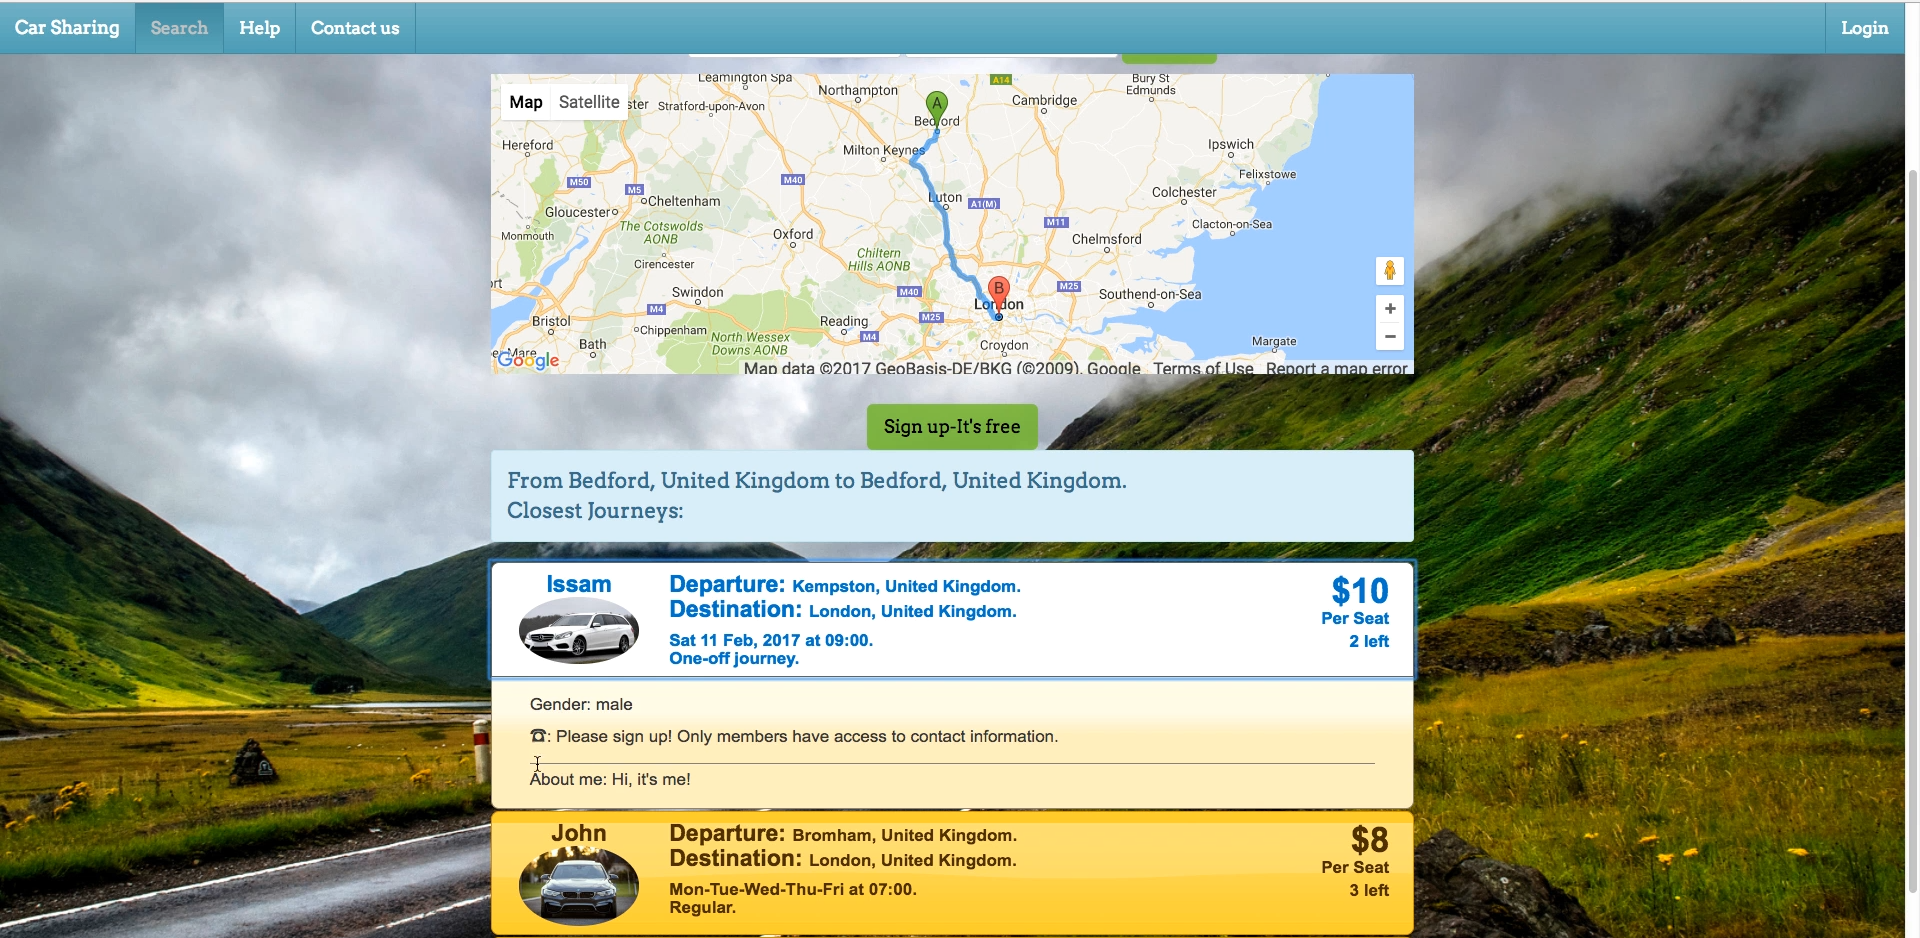 Car Sharing
Search
Help
Contact us
Login
Map
Satellite
Leamington Spa
Northampton
A14
Bury St
Edmunds
ster
Stratford-upon-Avon
A
Cambridge
Bedford
Hereford
Milton Keynes
Ipswich
M50
M5
M40
Felixstowe
Cheltenham
Luton
A1(M)
Colchester
Gloucester
M11
Clacton-on-Sea
Monmouth
The Cotswolds
AONB
Oxford
Chelmsford
Chiltern
Hills AONB
Cirencester
rt
Swindon
M40
B
M25
Southend-on-Sea
London
M4
Bristol
Chippenham
Reading
M25
M4
Bath
North Wessex
Downs AONB
Croydon
Margate
e-Mare
Google
Map data ©2017 GeoBasis-DE/BKG (©2009), Google
Terms of Use
Report a map error
Sign up-It's free
From Bedford, United Kingdom to Bedford, United Kingdom.
Closest Journeys:
Issam
Departure: Kempston, United Kingdom.
Destination: London, United Kingdom.
Sat 11 Feb, 2017 at 09:00.
One-off journey.
$10
Per Seat
2 left
Gender: male
☎: Please sign up! Only members have access to contact information.
About me: Hi, it's me!
John
Departure: Bromham, United Kingdom.
Destination: London, United Kingdom.
Mon-Tue-Wed-Thu-Fri at 07:00.
Regular.
$8
Per Seat
3 left